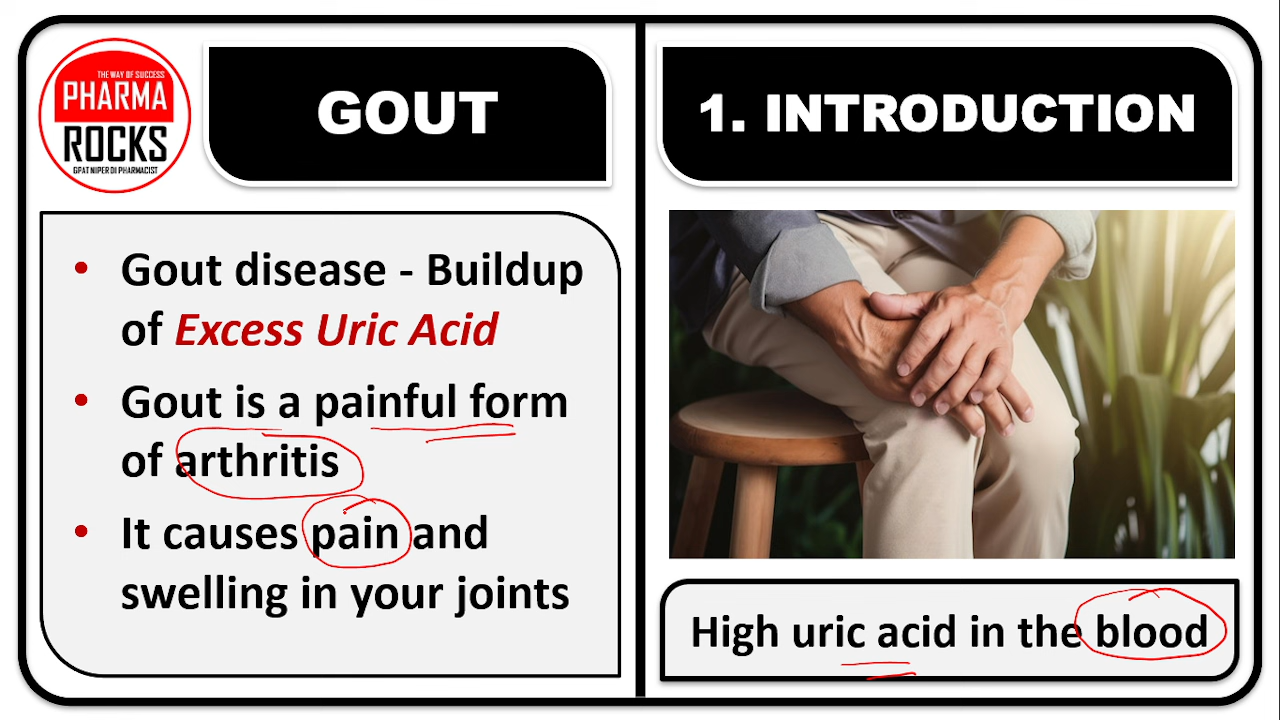 THE WAY OF SUCCESS
PHARMA
ROCKS
GPAT NIPER DI PHARMACIST
GOUT
• Gout disease - Buildup
of Excess Uric Acid
• Gout is a painful form
of arthritis
• It causes pain and
swelling in your joints
1. INTRODUCTION
High uric acid in the blood